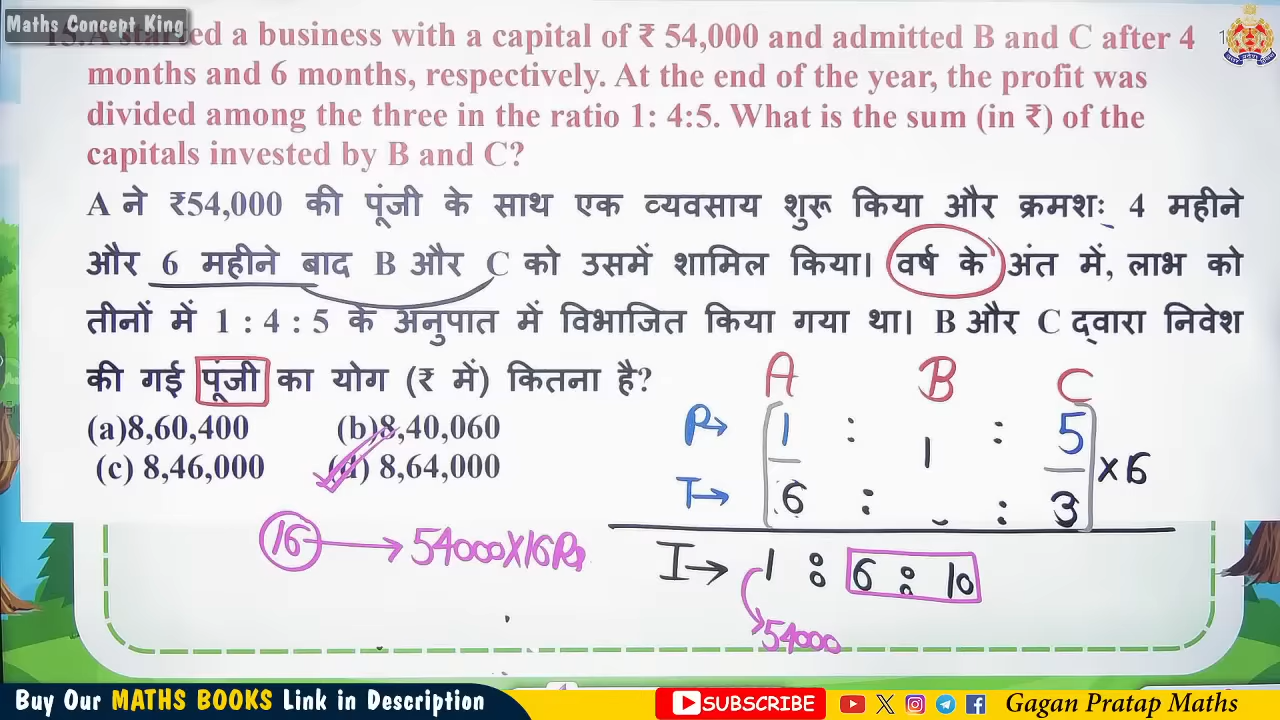 Maths Concept King
15.A started a business with a capital of ₹ 54,000 and admitted B and C after 4
months and 6 months, respectively. At the end of the year, the profit was
divided among the three in the ratio 1: 4:5. What is the sum (in ₹) of the
capitals invested by B and C?
A ने ₹54,000 की पूंजी के साथ एक व्यवसाय शुरू किया और क्रमशः 4 महीने
और 6 महीने बाद B और C को उसमें शामिल किया। वर्ष के अंत में, लाभ को
तीनों में 1 : 4 : 5 के अनुपात में विभाजित किया गया था। B और C द्वारा निवेश
की गई पूंजी का योग (₹ में) कितना है?
A B C
(a)8,60,400 (b)8,40,060
P→ 1 : 1 : 5
(c) 8,46,000 (d) 8,64,000
T→ 6 : : 3 ×6
16 → 54000×16Rs
I→ 1 : 6 : 10
54000
Buy Our MATHS BOOKS Link in Description
SUBSCRIBE
Gagan Pratap Maths